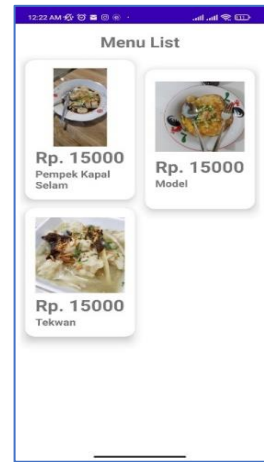 12:22 AM
Menu List
Rp. 15000
Pempek Kapal
Selam
Rp. 15000
Model
Rp. 15000
Tekwan